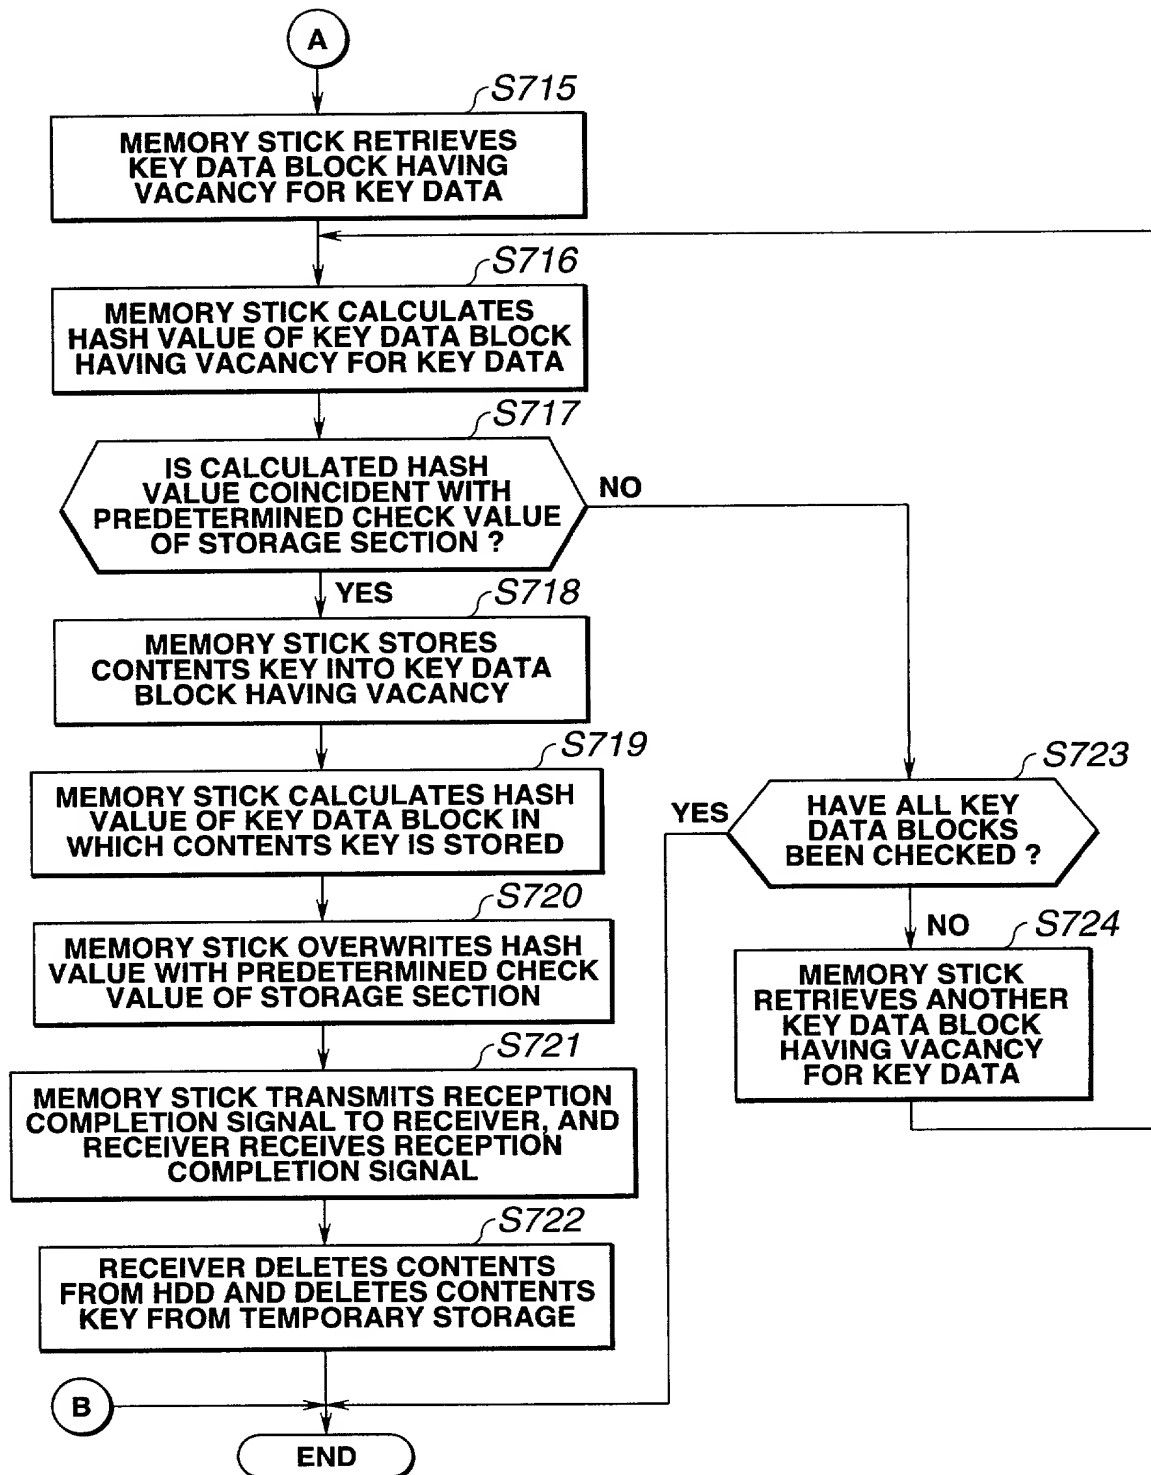 A
S715
MEMORY STICK RETRIEVES
KEY DATA BLOCK HAVING
VACANCY FOR KEY DATA
S716
MEMORY STICK CALCULATES
HASH VALUE OF KEY DATA BLOCK
HAVING VACANCY FOR KEY DATA
S717
IS CALCULATED HASH
VALUE COINCIDENT WITH
PREDETERMINED CHECK VALUE
OF STORAGE SECTION ?
NO
YES
S718
MEMORY STICK STORES
CONTENTS KEY INTO KEY DATA
BLOCK HAVING VACANCY
S719
MEMORY STICK CALCULATES HASH
VALUE OF KEY DATA BLOCK IN
WHICH CONTENTS KEY IS STORED
S720
MEMORY STICK OVERWRITES HASH
VALUE WITH PREDETERMINED CHECK
VALUE OF STORAGE SECTION
S721
MEMORY STICK TRANSMITS RECEPTION
COMPLETION SIGNAL TO RECEIVER, AND
RECEIVER RECEIVES RECEPTION
COMPLETION SIGNAL
S722
RECEIVER DELETES CONTENTS
FROM HDD AND DELETES CONTENTS
KEY FROM TEMPORARY STORAGE
S723
HAVE ALL KEY
DATA BLOCKS
BEEN CHECKED ?
YES
NO
S724
MEMORY STICK
RETRIEVES ANOTHER
KEY DATA BLOCK
HAVING VACANCY
FOR KEY DATA
B
END